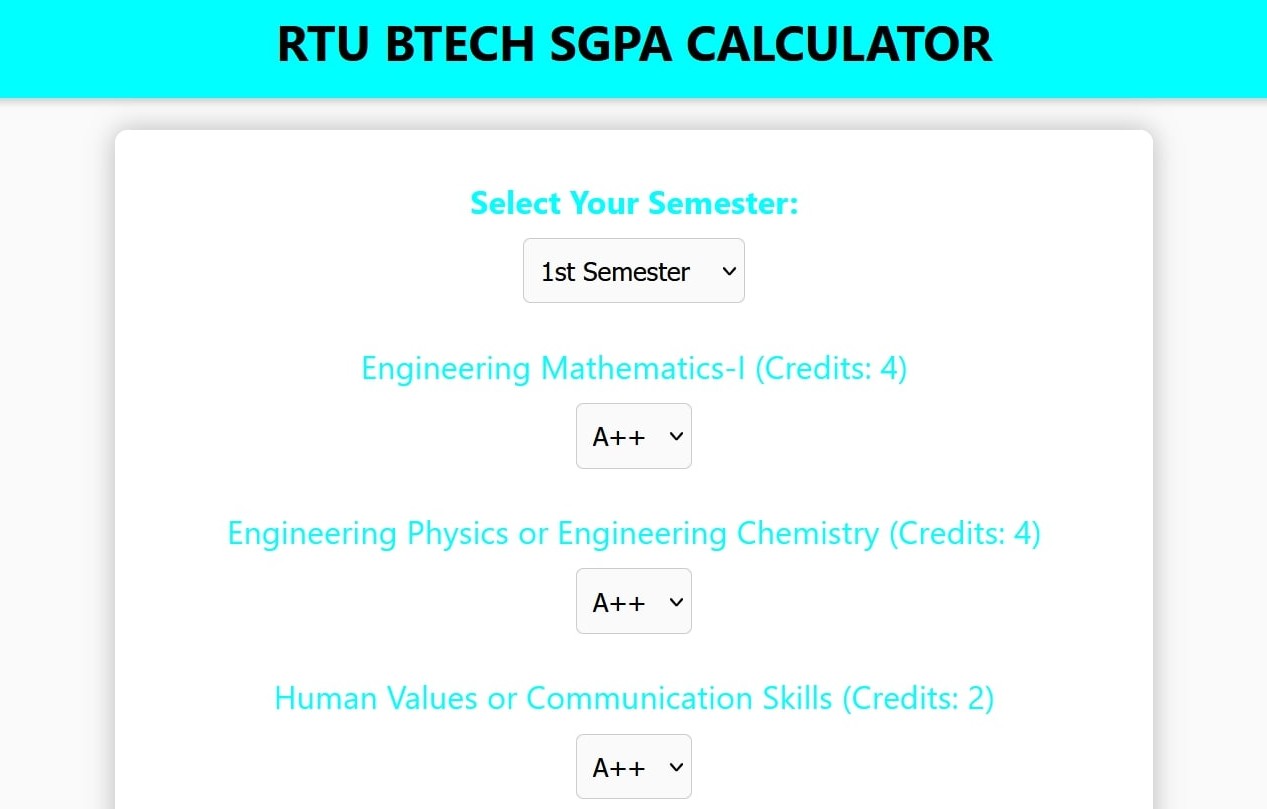 RTU BTECH SGPA CALCULATOR
Select Your Semester:
1st Semester
Engineering Mathematics-I (Credits: 4)
A++
Engineering Physics or Engineering Chemistry (Credits: 4)
A++
Human Values or Communication Skills (Credits: 2)
A++